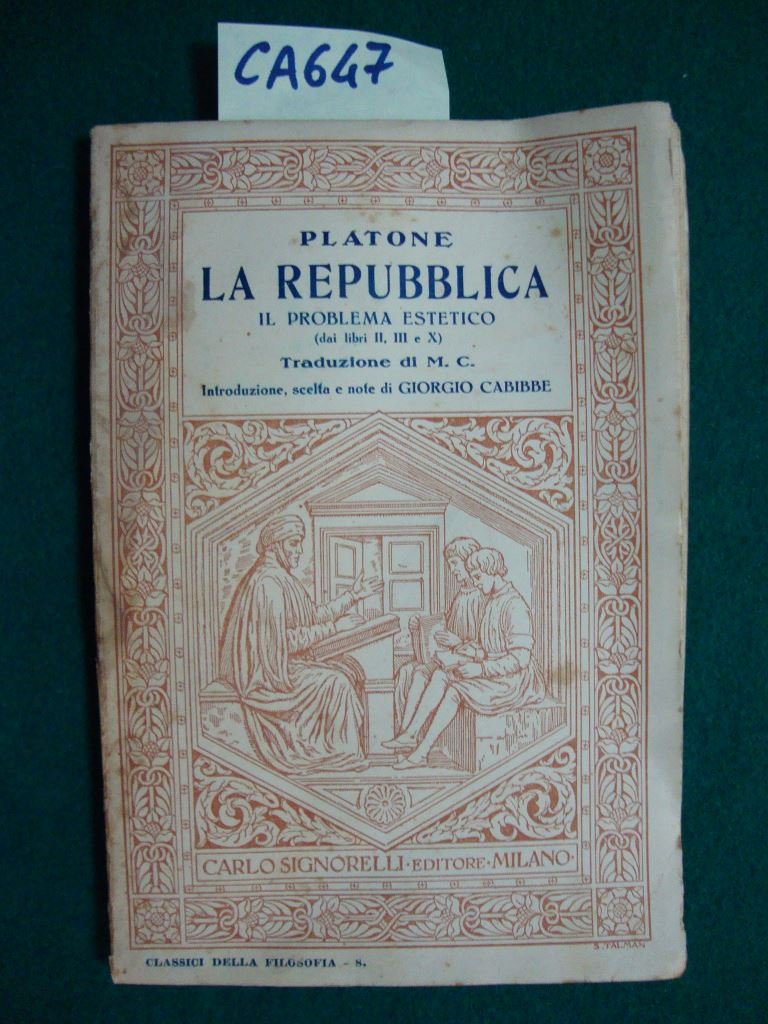 CA647
PLATONE
LA REPUBBLICA
IL PROBLEMA ESTETICO
(dai libri II, III e X)
Traduzione di M. C.
Introduzione, scelta e note di GIORGIO CABIBBE
CARLO SIGNORELLI·EDITORE·MILANO·
S. TALMAN
CLASSICI DELLA FILOSOFIA - 8.